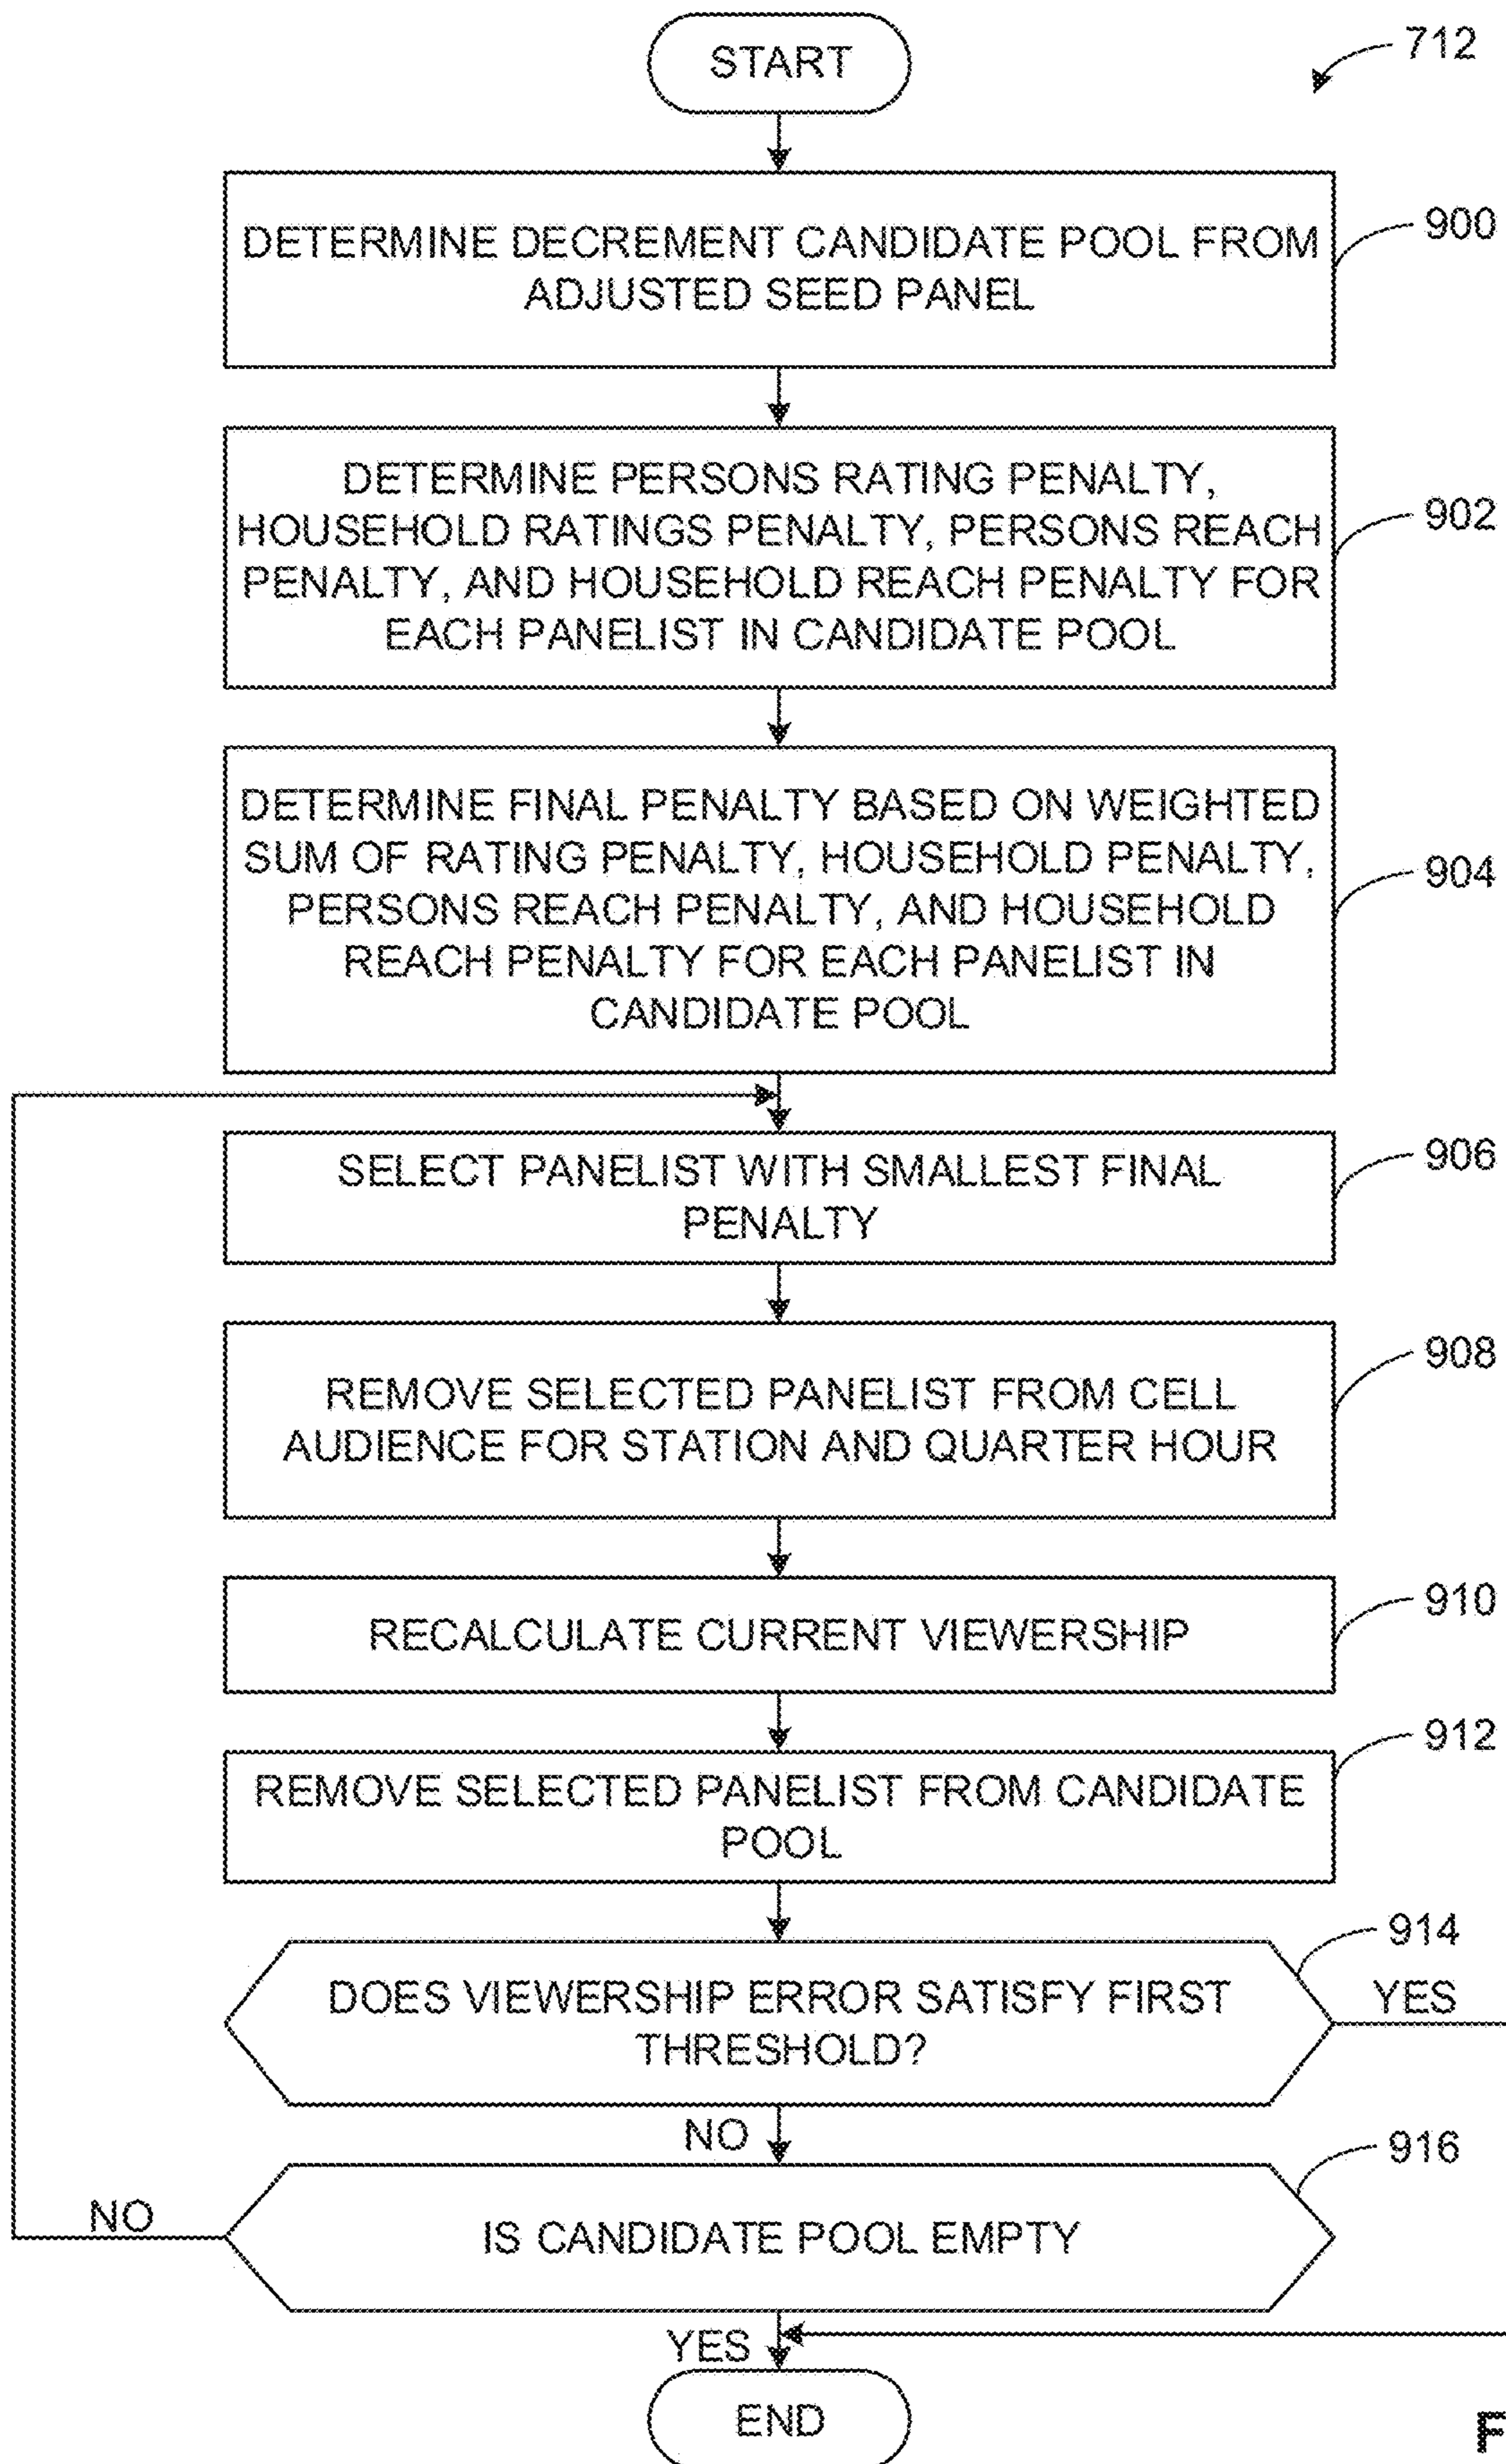 START
712
DETERMINE DECREMENT CANDIDATE POOL FROM
ADJUSTED SEED PANEL
900
DETERMINE PERSONS RATING PENALTY,
HOUSEHOLD RATINGS PENALTY, PERSONS REACH
PENALTY, AND HOUSEHOLD REACH PENALTY FOR
EACH PANELIST IN CANDIDATE POOL
902
DETERMINE FINAL PENALTY BASED ON WEIGHTED
SUM OF RATING PENALTY, HOUSEHOLD PENALTY,
PERSONS REACH PENALTY, AND HOUSEHOLD
REACH PENALTY FOR EACH PANELIST IN
CANDIDATE POOL
904
SELECT PANELIST WITH SMALLEST FINAL
PENALTY
906
REMOVE SELECTED PANELIST FROM CELL
AUDIENCE FOR STATION AND QUARTER HOUR
908
RECALCULATE CURRENT VIEWERSHIP
910
REMOVE SELECTED PANELIST FROM CANDIDATE
POOL
912
DOES VIEWERSHIP ERROR SATISFY FIRST
THRESHOLD?
914
YES
NO
IS CANDIDATE POOL EMPTY
916
NO
YES
END